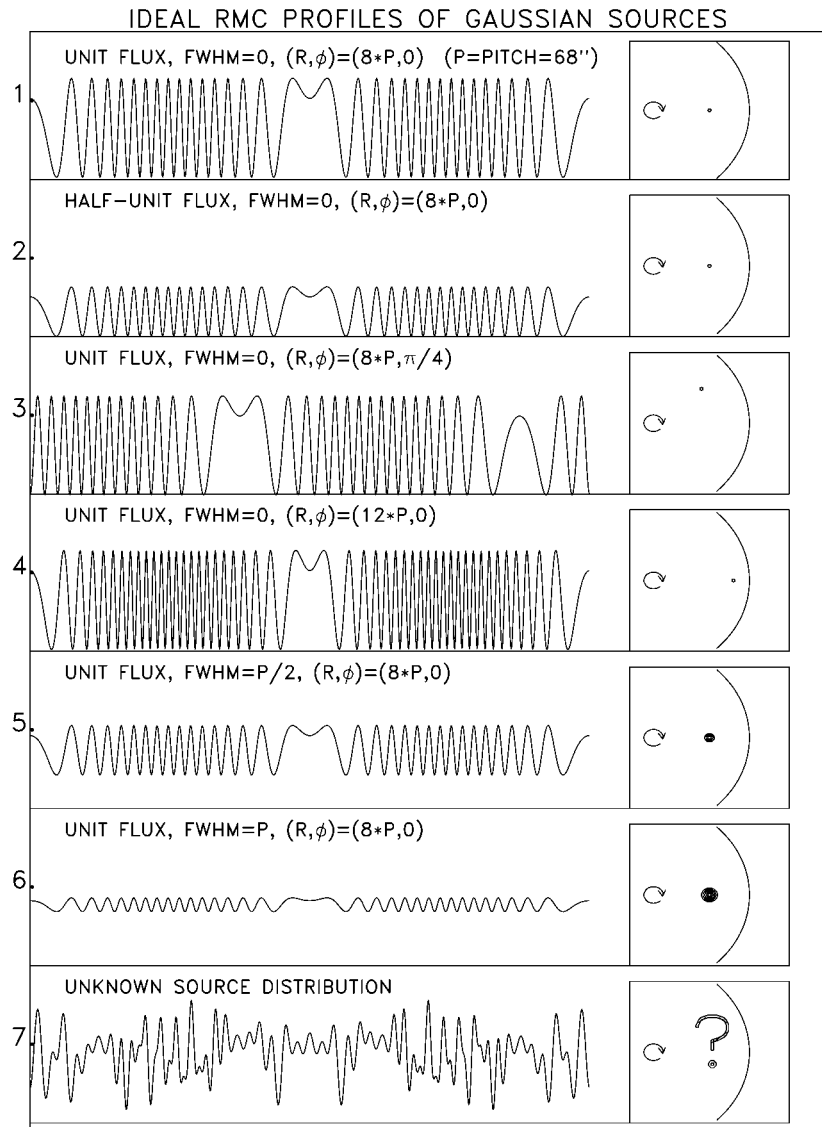 IDEAL RMC PROFILES OF GAUSSIAN SOURCES
UNIT FLUX, FWHM=0, (R,ϕ)=(8*P,0) (P=PITCH=68'')
1
HALF-UNIT FLUX, FWHM=0, (R,ϕ)=(8*P,0)
2
UNIT FLUX, FWHM=0, (R,ϕ)=(8*P,π/4)
3
UNIT FLUX, FWHM=0, (R,ϕ)=(12*P,0)
4
UNIT FLUX, FWHM=P/2, (R,ϕ)=(8*P,0)
5
UNIT FLUX, FWHM=P, (R,ϕ)=(8*P,0)
6
UNKNOWN SOURCE DISTRIBUTION
7
?